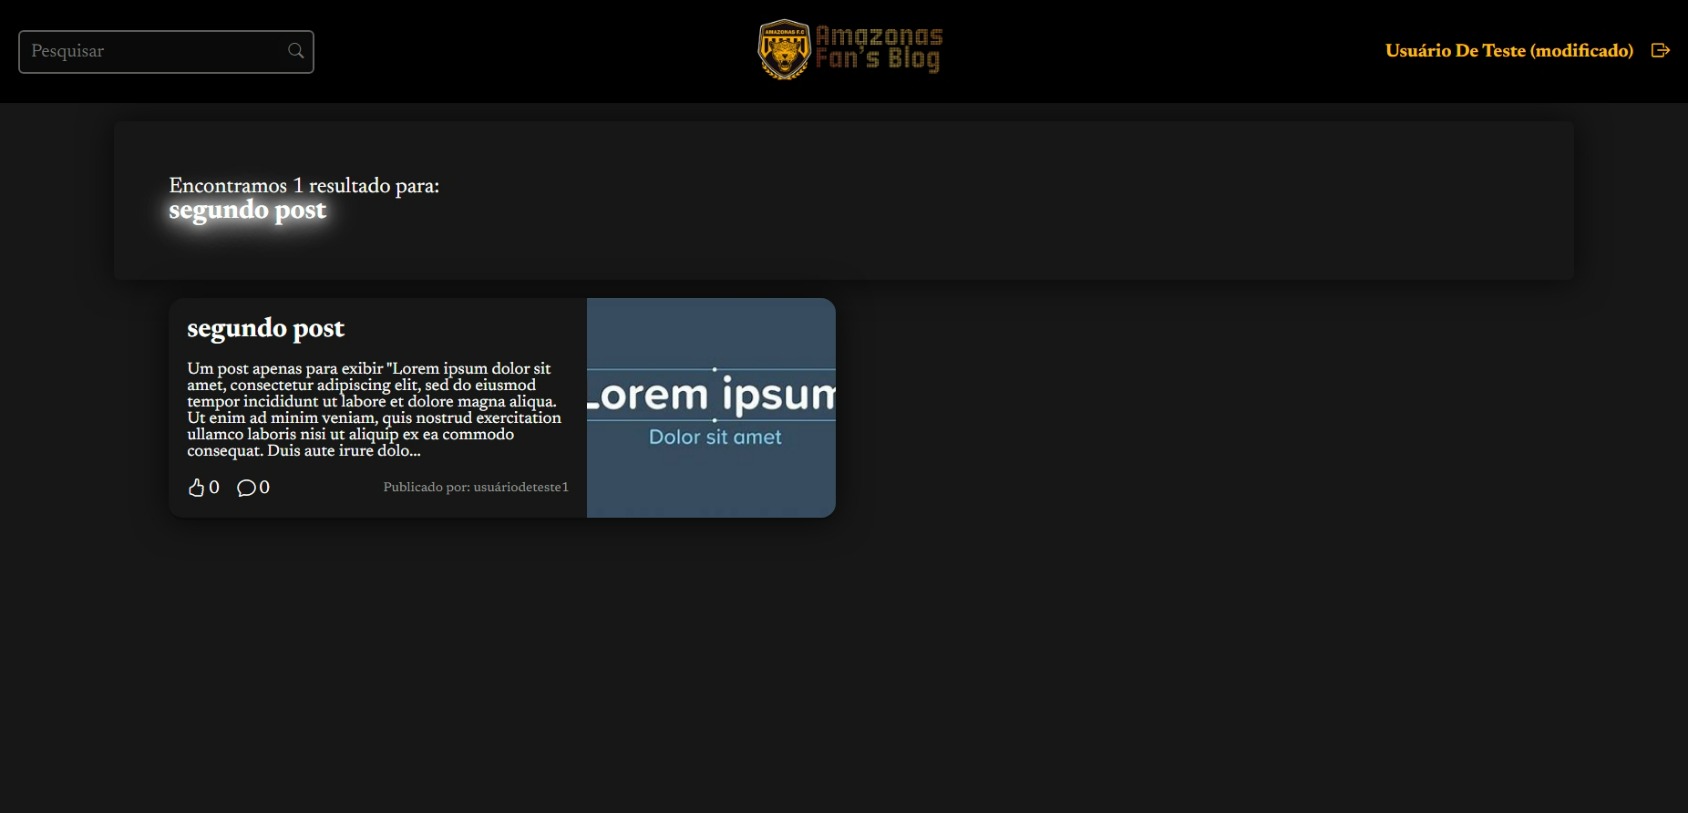 Pesquisar
AMAZONAS F.C
Amazonas
Fan's Blog
Usuário De Teste (modificado)
Encontramos 1 resultado para:
segundo post
segundo post
Um post apenas para exibir "Lorem ipsum dolor sit
amet, consectetur adipiscing elit, sed do eiusmod
tempor incididunt ut labore et dolore magna aliqua.
Ut enim ad minim veniam, quis nostrud exercitation
ullamco laboris nisi ut aliquip ex ea commodo
consequat. Duis aute irure dolo...
0 0 Publicado por: usuáriodeteste1
Lorem ipsum
Dolor sit amet